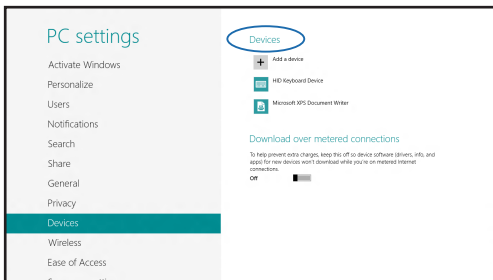 PC settings
Activate Windows
Personalize
Users
Notifications
Search
Share
General
Privacy
Devices
Wireless
Ease of Access
Devices
Add a device
HID Keyboard Device
Microsoft XPS Document Writer
Download over metered connections
To help prevent extra charges, keep this off so device software (drivers, info, and
apps) for new devices won't download while you're on metered Internet
connections.
Off